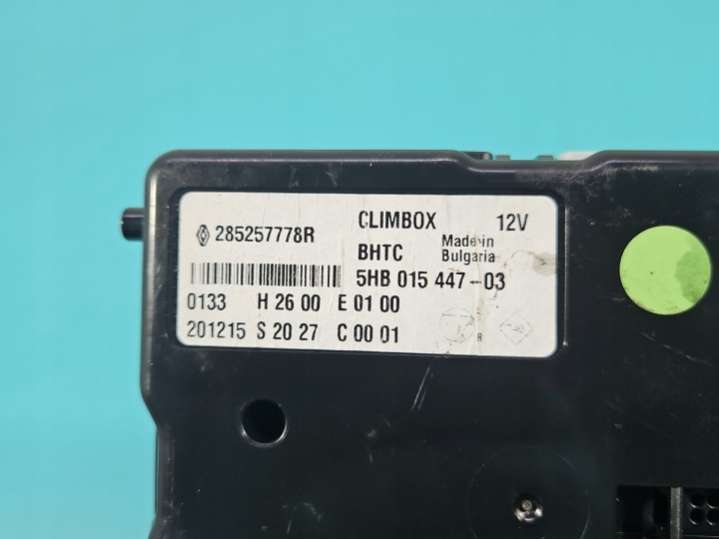 285257778R CLIMBOX 12V
BHTC Made in Bulgaria
5HB 015 447-03
0133 H 26 00 E 01 00
201215 S 20 27 C 00 01
R